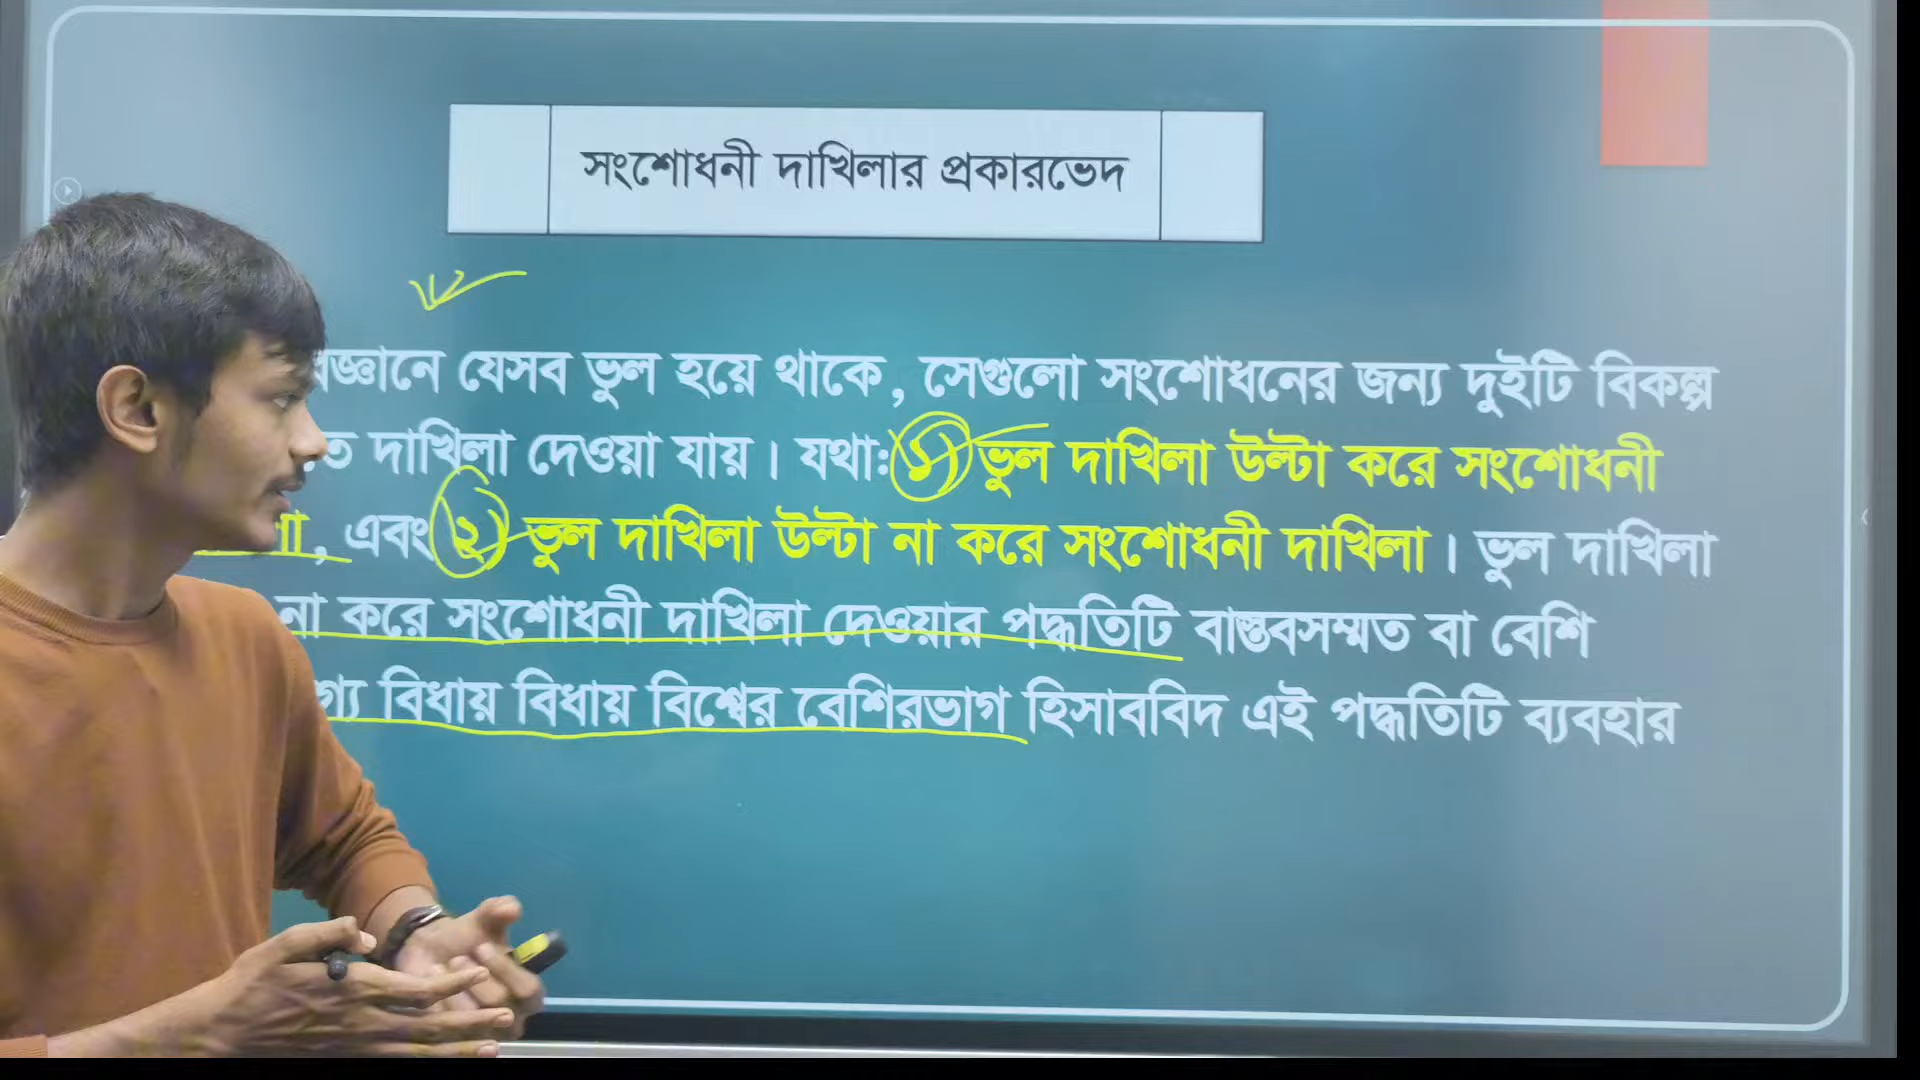 সংশোধনী দাখিলার প্রকারভেদ
যেসব ভুল হয়ে থাকে, সেগুলো সংশোধনের জন্য দুইটি বিকল্প
দাখিলা দেওয়া যায়। যথা: ১) ভুল দাখিলা উল্টা করে সংশোধনী
এবং ২) ভুল দাখিলা উল্টা না করে সংশোধনী দাখিলা। ভুল দাখিলা
না করে সংশোধনী দাখিলা দেওয়ার পদ্ধতিটি বাস্তবসম্মত বা বেশি
বিধায় বিধায় বিশ্বের বেশিরভাগ হিসাববিদ এই পদ্ধতিটি ব্যবহার